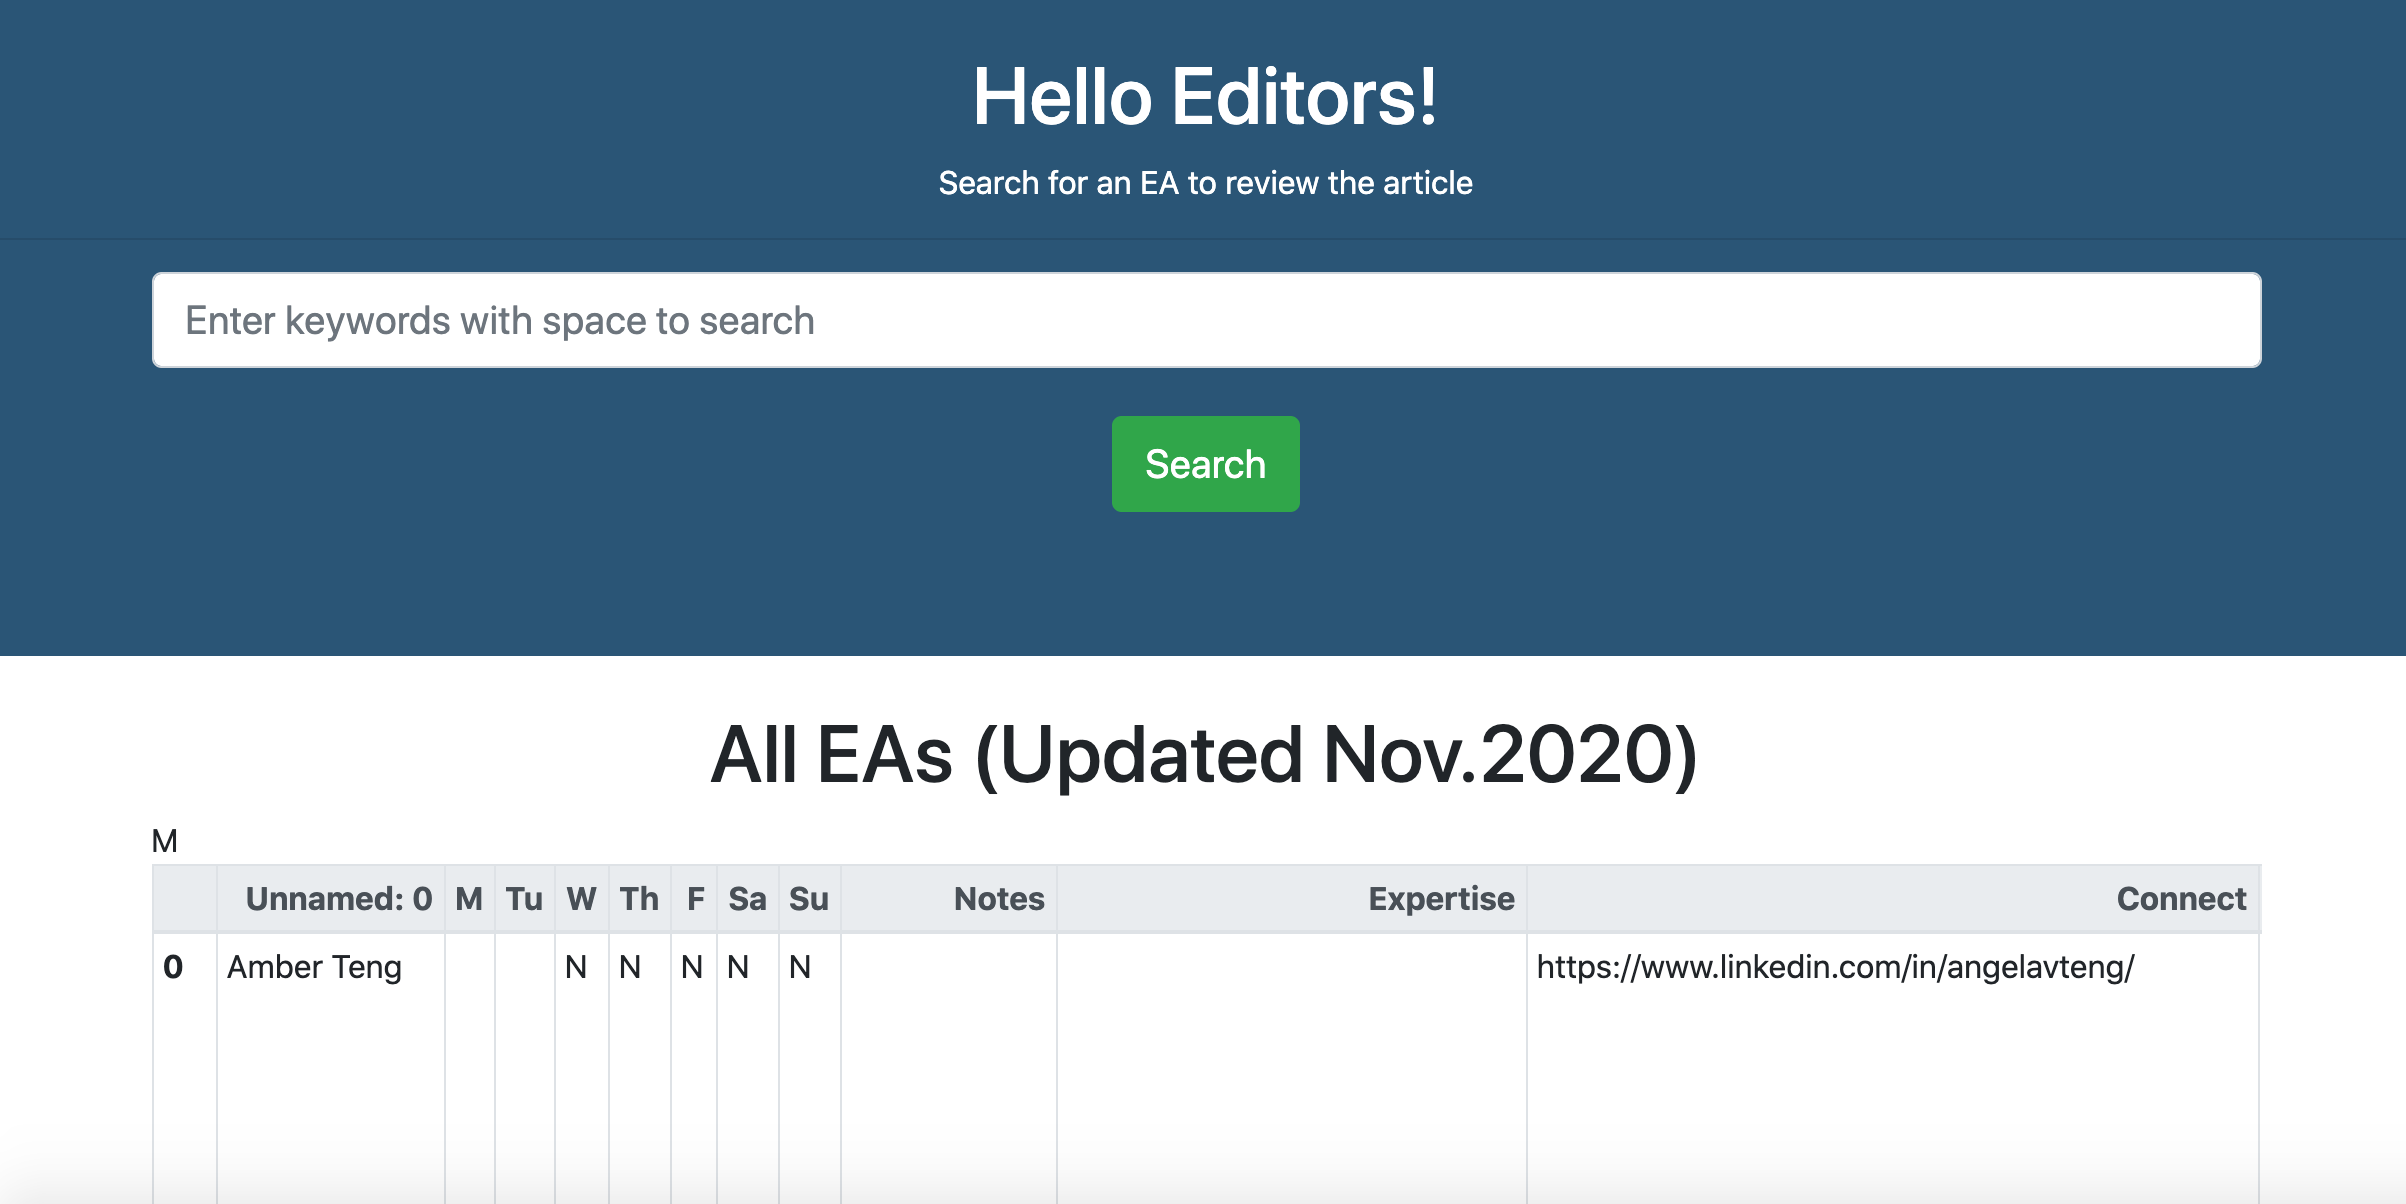 Hello Editors!
Search for an EA to review the article
Enter keywords with space to search
Search
All EAs (Updated Nov.2020)
M
Unnamed: 0 M Tu W Th F Sa Su Notes Expertise Connect
0 Amber Teng N N N N N https://www.linkedin.com/in/angelavteng/